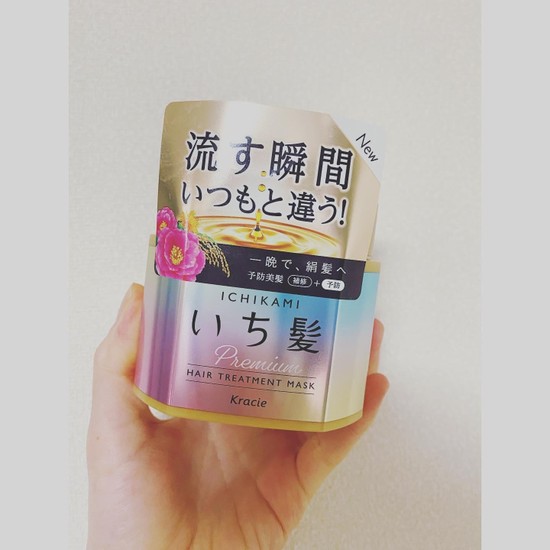 New
流す瞬間
いつもと違う!
一晩で、絹髪へ
予防美髪 補修 + 予防
ICHIKAMI
いち髪
Premium
HAIR TREATMENT MASK
Kracie